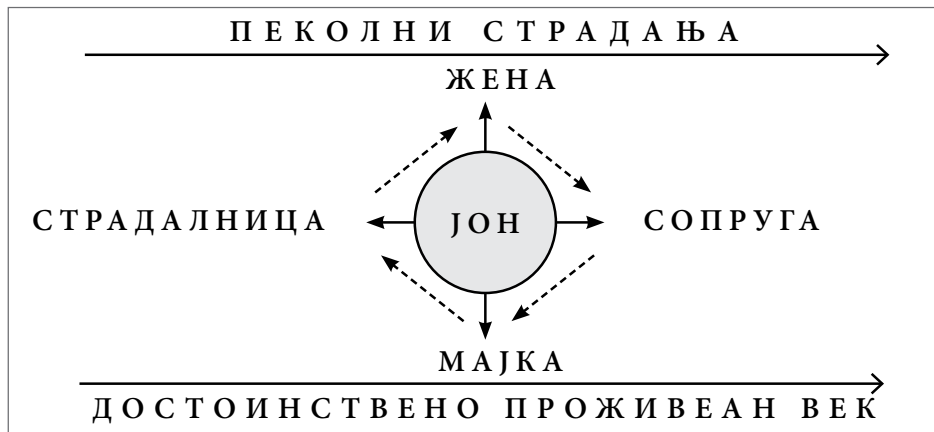 ПЕКОЛНИ СТРАДАЊА
ЖЕНА
СТРАДАЛНИЦА ЈОН СОПРУГА
МАЈКА
ДОСТОИНСТВЕНО ПРОЖИВЕАН ВЕК